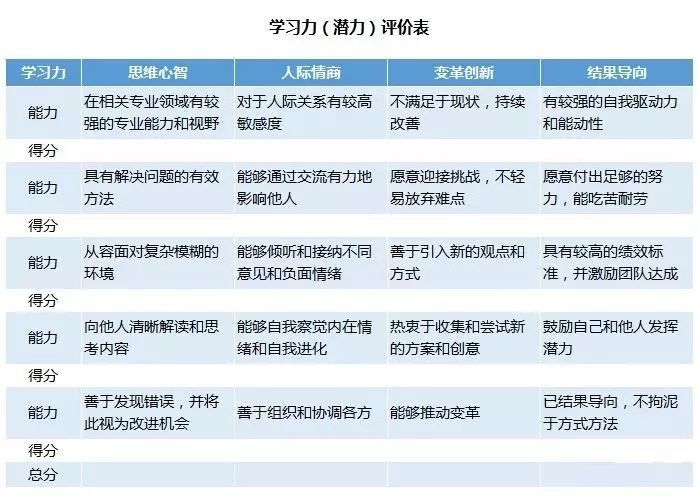 学习力（潜力）评价表
学习力 思维心智 人际情商 变革创新 结果导向
能力 在相关专业领域有较强的专业能力和视野 对于人际关系有较高敏感度 不满足于现状，持续改善 有较强的自我驱动力和能动性
得分
能力 具有解决问题的有效方法 能够通过交流有力地影响他人 愿意迎接挑战，不轻易放弃难点 愿意付出足够的努力，能吃苦耐劳
得分
能力 从容面对复杂模糊的环境 能够倾听和接纳不同意见和负面情绪 善于引入新的观点和方式 具有较高的绩效标准，并激励团队达成
得分
能力 向他人清晰解读和思考内容 能够自我察觉内在情绪和自我进化 热衷于收集和尝试新的方案和创意 鼓励自己和他人发挥潜力
得分
能力 善于发现错误，并将此视为改进机会 善于组织和协调各方 能够推动变革 已结果导向，不拘泥于方式方法
得分
总分